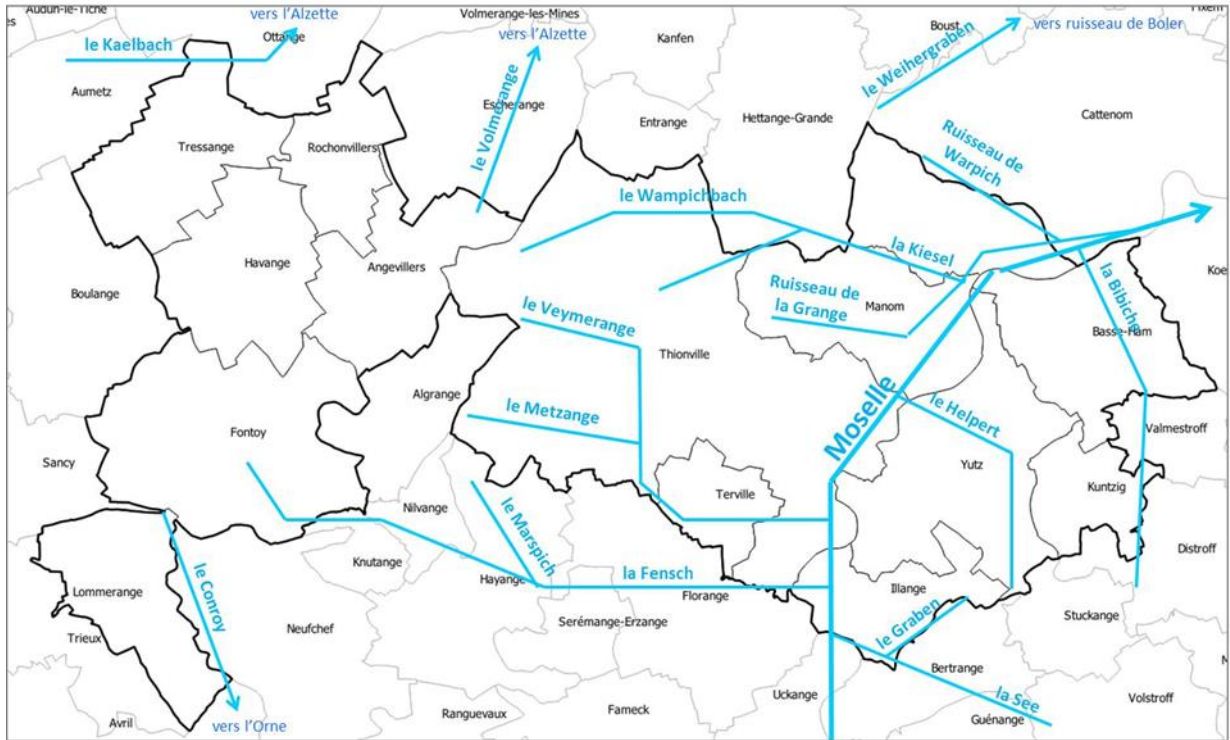 Audun-le-Tiche
vers l'Alzette
Ottange
le Kaelbach
Volmerange-les-Mines
vers l'Alzette
Kanfen
Boust
vers ruisseau de Boler
le Weihergraben
Aumetz
le Volmerange
Escherange
Entrange
Hettange-Grande
Cattenom
Tressange
Rochonvillers
Ruisseau de
Warpich
le Wampichbach
la Kiesel
Havange
Angevillers
Boulange
Ruisseau de
la Grange
Manom
la Bibiche
Basse-Ham
le Veymerange
Thionville
Moselle
Algrange
le Metzange
le Helpert
Valmestroff
Fontoy
Sancy
Yutz
Kuntzig
Terville
Nilvange
le Marspich
Distroff
Knutange
Hayange
la Fensch
Florange
Illange
Stuckange
Lommerange
le Conroy
Neufchef
Serémange-Erzange
le Graben
Trieux
Bertrange
la See
Uckange
Volstroff
Guénange
Avril
vers l'Orne
Ranguevaux
Fameck